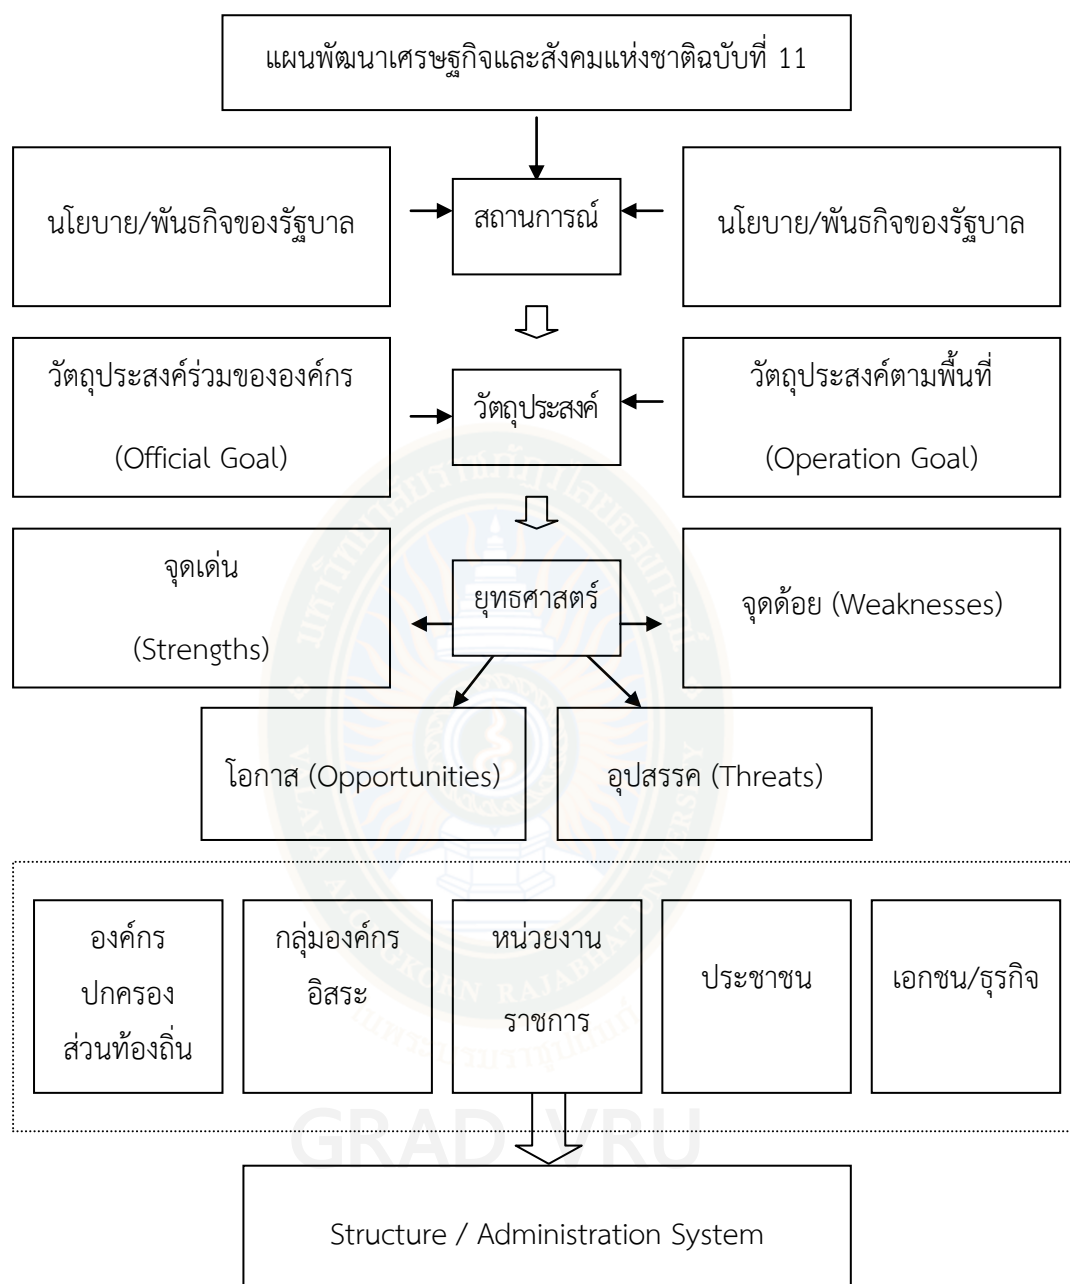 แผนพัฒนาเศรษฐกิจและสังคมแห่งชาติฉบับที่ 11
นโยบาย/พันธกิจของรัฐบาล
สถานการณ์
นโยบาย/พันธกิจของรัฐบาล
วัตถุประสงค์ร่วมขององค์กร
(Official Goal)
วัตถุประสงค์
วัตถุประสงค์ตามพื้นที่
(Operation Goal)
จุดเด่น
(Strengths)
ยุทธศาสตร์
จุดด้อย (Weaknesses)
โอกาส (Opportunities)
อุปสรรค (Threats)
องค์กร
ปกครอง
ส่วนท้องถิ่น
กลุ่มองค์กร
อิสระ
หน่วยงาน
ราชการ
ประชาชน
เอกชน/ธุรกิจ
GRAD VRU
Structure / Administration System